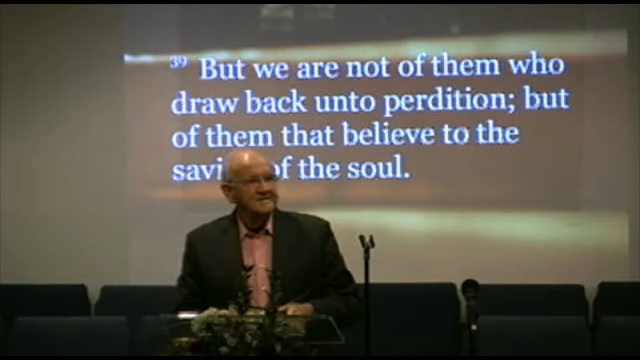 39 But we are not of them who
draw back unto perdition; but
of them that believe to the
savi of the soul.